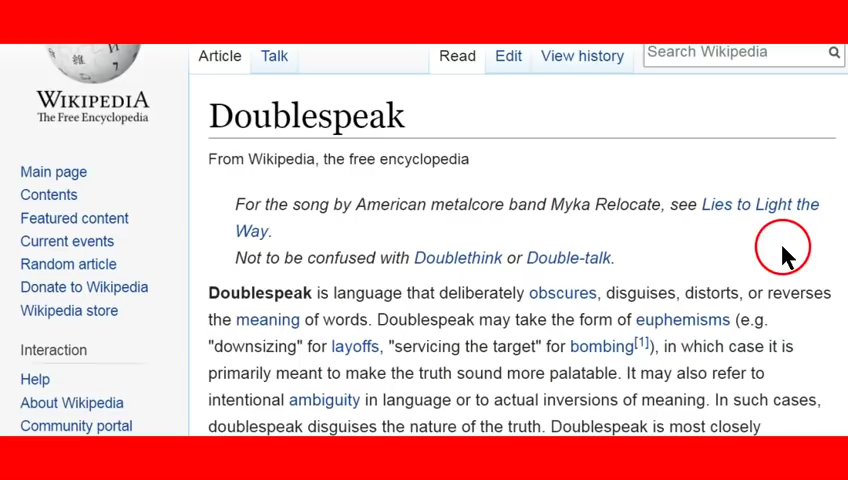 Article Talk Read Edit View history Search Wikipedia
WIKIPEDIA
The Free Encyclopedia
Main page
Contents
Featured content
Current events
Random article
Donate to Wikipedia
Wikipedia store
Interaction
Help
About Wikipedia
Community portal
Doublespeak
From Wikipedia, the free encyclopedia
For the song by American metalcore band Myka Relocate, see Lies to Light the
Way.
Not to be confused with Doublethink or Double-talk.
Doublespeak is language that deliberately obscures, disguises, distorts, or reverses
the meaning of words. Doublespeak may take the form of euphemisms (e.g.
"downsizing" for layoffs, "servicing the target" for bombing[1]), in which case it is
primarily meant to make the truth sound more palatable. It may also refer to
intentional ambiguity in language or to actual inversions of meaning. In such cases,
doublespeak disguises the nature of the truth. Doublespeak is most closely